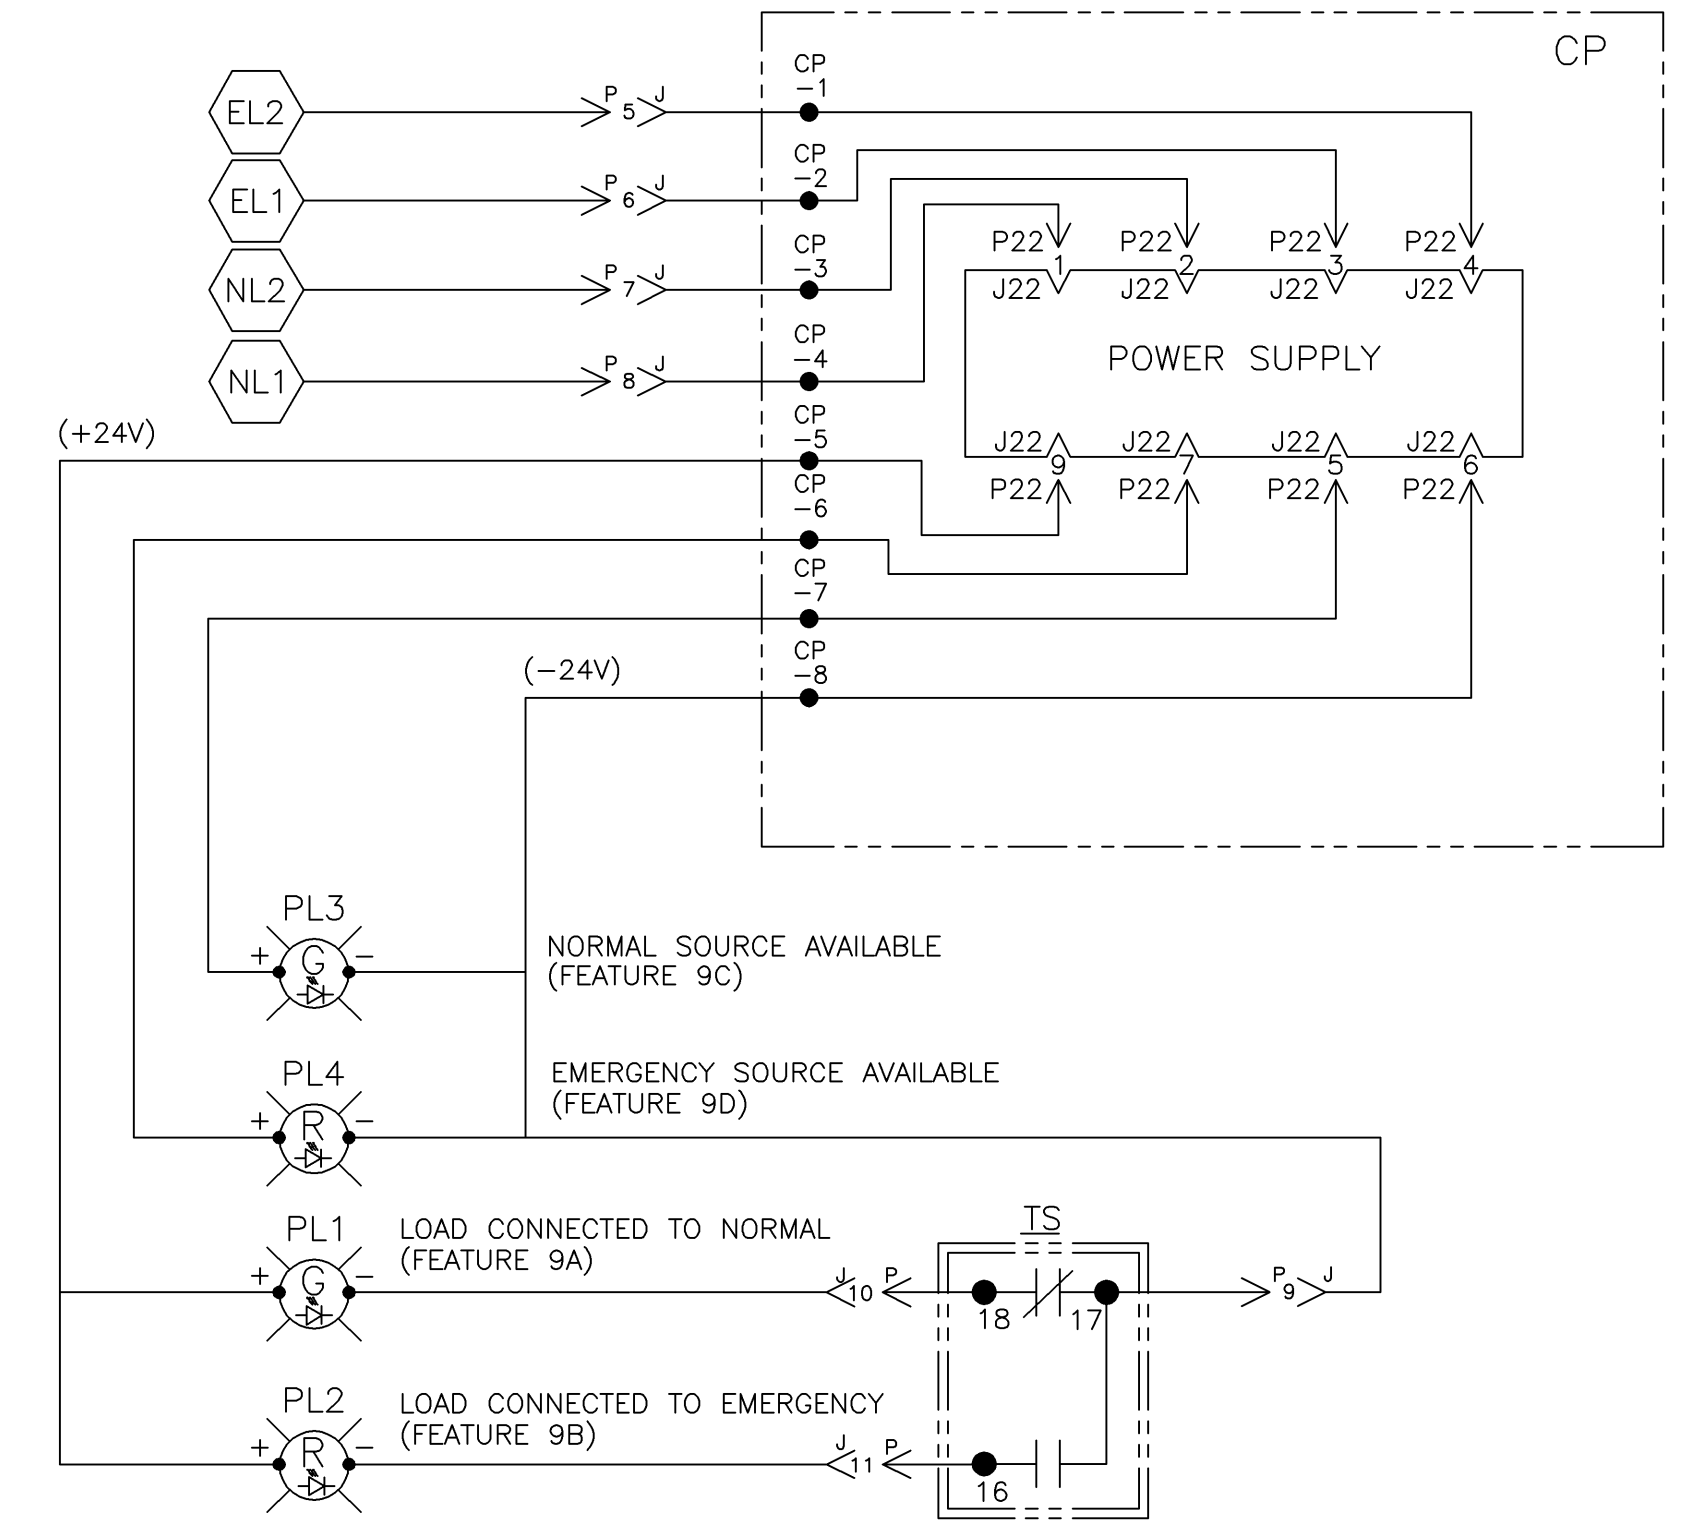 CP
CP
-1
EL2
P
5
J
CP
-2
EL1
P
6
J
CP
-3
NL2
P
7
J
CP
-4
NL1
P
8
J
P22
1
J22
P22
2
J22
P22
3
J22
P22
4
J22
POWER SUPPLY
J22
9
P22
J22
7
P22
J22
5
P22
J22
6
P22
(+24V)
CP
-5
CP
-6
CP
-7
CP
-8
(-24V)
PL3
+
G
-
NORMAL SOURCE AVAILABLE
(FEATURE 9C)
PL4
+
R
-
EMERGENCY SOURCE AVAILABLE
(FEATURE 9D)
PL1
+
G
-
LOAD CONNECTED TO NORMAL
(FEATURE 9A)
J
10
P
TS
18
17
P
9
J
PL2
+
R
-
LOAD CONNECTED TO EMERGENCY
(FEATURE 9B)
J
11
P
16